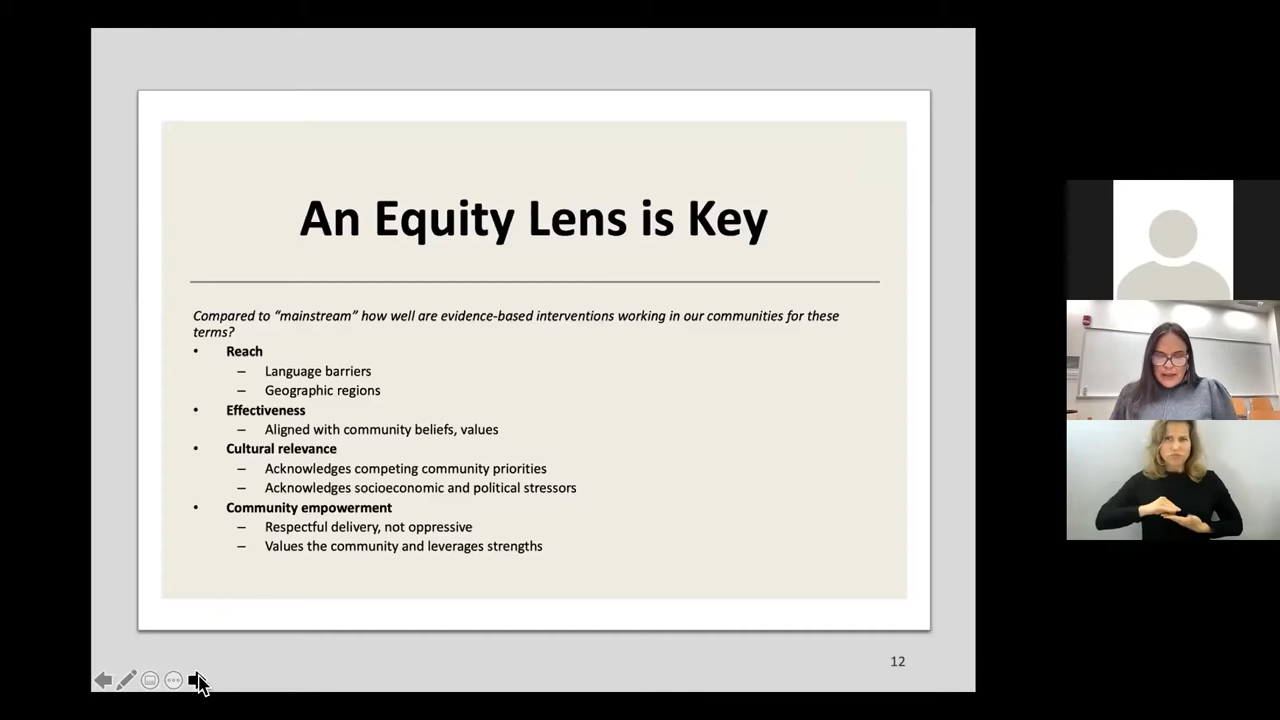 An Equity Lens is Key
Compared to “mainstream” how well are evidence-based interventions working in our communities for these
terms?
• Reach
– Language barriers
– Geographic regions
• Effectiveness
– Aligned with community beliefs, values
• Cultural relevance
– Acknowledges competing community priorities
– Acknowledges socioeconomic and political stressors
• Community empowerment
– Respectful delivery, not oppressive
– Values the community and leverages strengths
12